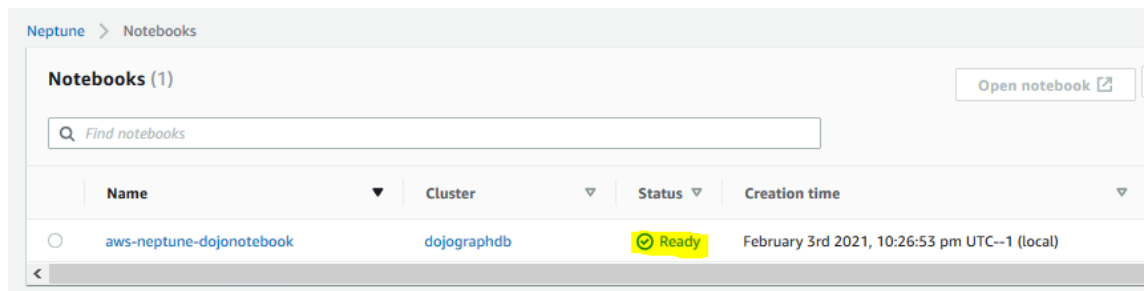 Neptune > Notebooks
Notebooks (1)
Open notebook
Find notebooks
Name Cluster Status Creation time
aws-neptune-dojonotebook dojographdb Ready February 3rd 2021, 10:26:53 pm UTC--1 (local)